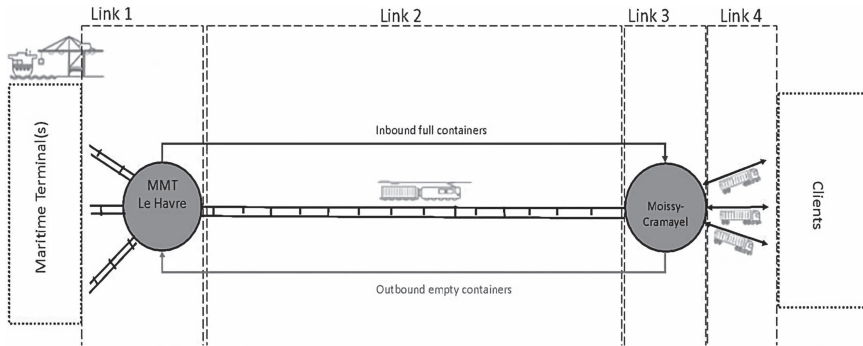 Link 1
Link 2
Link 3
Link 4
Maritime Terminal(s)
MMT
Le Havre
Inbound full containers
Outbound empty containers
Moissy-
Cramayel
Clients